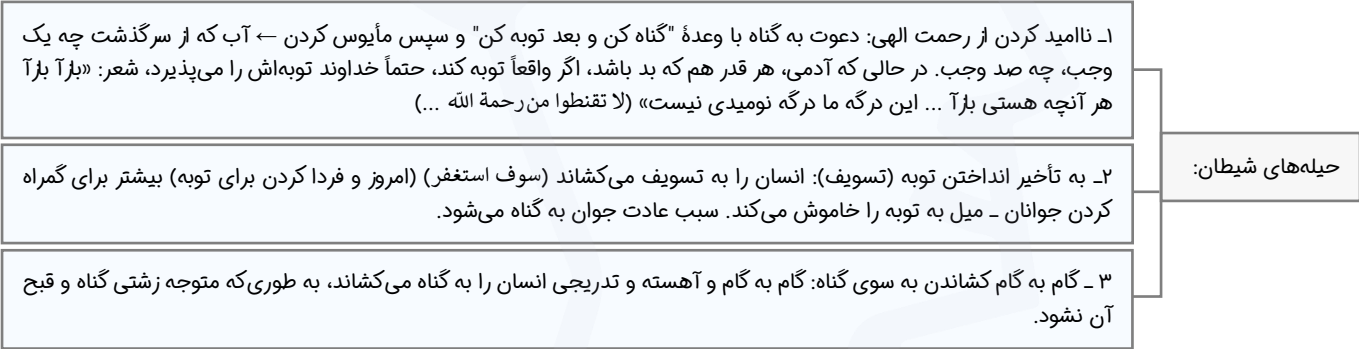 حیله‌های شیطان:
۱ـ ناامید کردن از رحمت الهی: دعوت به گناه با وعدهٔ "گناه کن و بعد توبه کن" و سپس مأیوس کردن ← آب که از سرگذشت چه یک
وجب، چه صد وجب. در حالی که آدمی، هر قدر هم که بد باشد، اگر واقعاً توبه کند، حتماً خداوند توبه‌اش را می‌پذیرد، شعر: «بازآ بازآ
هر آنچه هستی بازآ ... این درگه ما درگه نومیدی نیست» (لا تقنطوا من رحمة اللّه ...)
۲ـ به تأخیر انداختن توبه (تسویف): انسان را به تسویف می‌کشاند (سوف استغفر) (امروز و فردا کردن برای توبه) بیشتر برای گمراه
کردن جوانان ـ میل به توبه را خاموش می‌کند. سبب عادت جوان به گناه می‌شود.
۳ ـ گام به گام کشاندن به سوی گناه: گام به گام و آهسته و تدریجی انسان را به گناه می‌کشاند، به طوری‌که متوجه زشتی گناه و قبح
آن نشود.